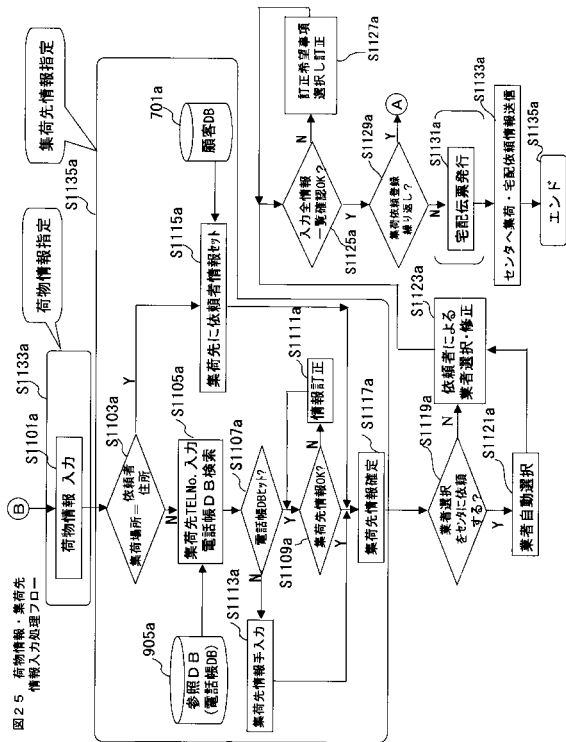 図25 荷物情報・集荷先
情報入力処理フロー
B
S1101a
荷物情報 入力
S1133a
荷物情報指定
S1135a
集荷先情報指定
S1103a
集荷場所=依頼者
住所
Y
N
S1105a
集荷先TELNo. 入力
電話帳DB検索
905a
参照DB
(電話帳DB)
S1115a
集荷先に依頼者情報セット
701a
顧客DB
S1107a
電話帳DBヒット?
Y
N
S1113a
集荷先情報手入力
S1109a
集荷先情報OK?
N
Y
S1111a
情報訂正
S1117a
集荷先情報確定
S1119a
業者選択
をセンタに依頼
する?
N
Y
S1121a
業者自動選択
S1123a
依頼者による
業者選択・修正
S1125a
入力全情報
一覧確認OK?
N
Y
S1127a
訂正希望事項
選択し訂正
S1129a
集荷依頼登録
繰り返し?
Y
A
N
S1131a
宅配伝票発行
S1133a
センタへ集荷・宅配依頼情報送信
S1135a
エンド